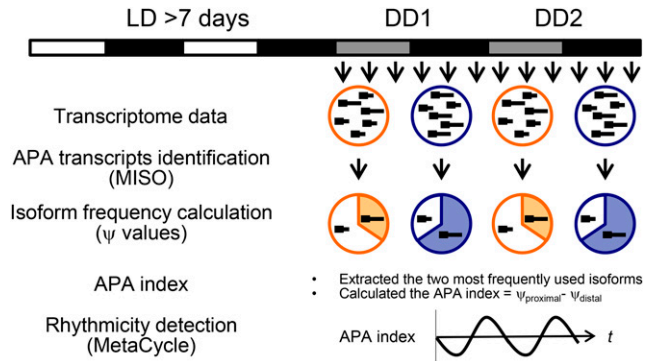 LD >7 days DD1 DD2
Transcriptome data
APA transcripts identification
(MISO)
Isoform frequency calculation
(ψ values)
APA index
• Extracted the two most frequently used isoforms
• Calculated the APA index = ψproximal- ψdistal
Rhythmicity detection
(MetaCycle)
APA index
t